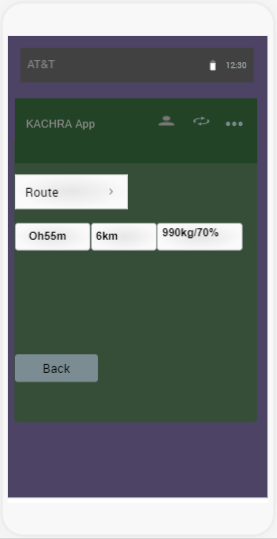 AT&T 12:30
KACHRA App
Route
Oh55m 6km 990kg/70%
Back